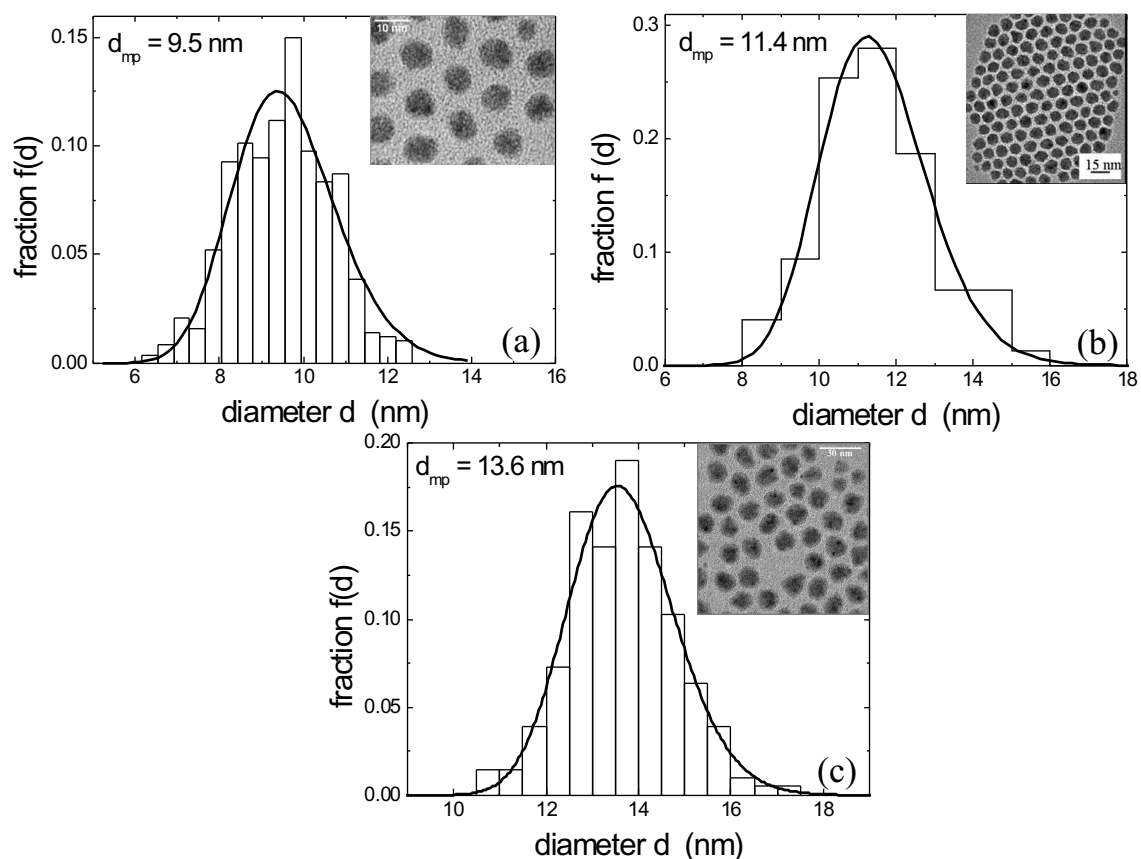 d_mp = 9.5 nm
10 nm
0.15
0.10
0.05
0.00
fraction f(d)
6 8 10 12 14 16
diameter d (nm)
(a)
d_mp = 11.4 nm
15 nm
0.3
0.2
0.1
0.0
fraction f (d)
6 8 10 12 14 16 18
diameter d (nm)
(b)
d_mp = 13.6 nm
30 nm
0.20
0.15
0.10
0.05
0.00
fraction f(d)
10 12 14 16 18
diameter d (nm)
(c)